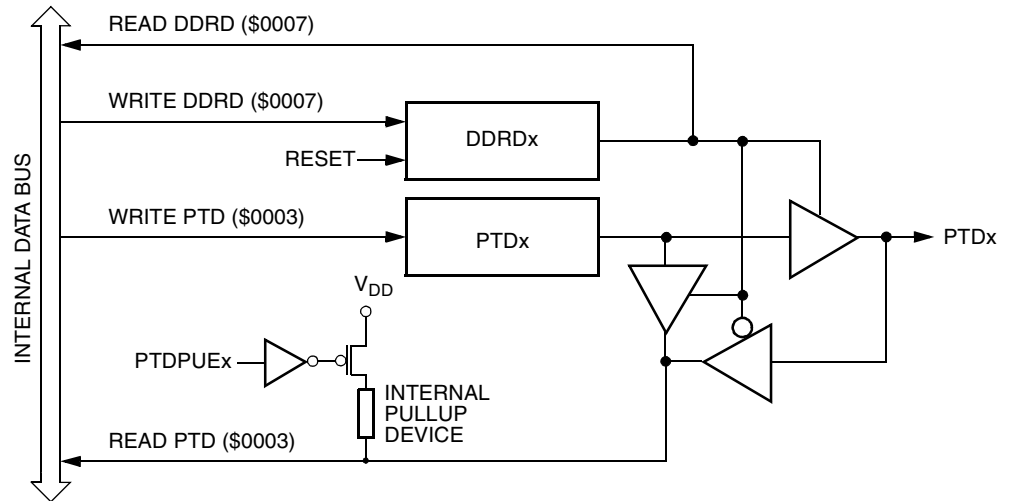 READ DDRD ($0007)
WRITE DDRD ($0007)
DDRDx
RESET
WRITE PTD ($0003)
PTDx
PTDx
VDD
PTDPUEx
INTERNAL
PULLUP
DEVICE
READ PTD ($0003)
INTERNAL DATA BUS